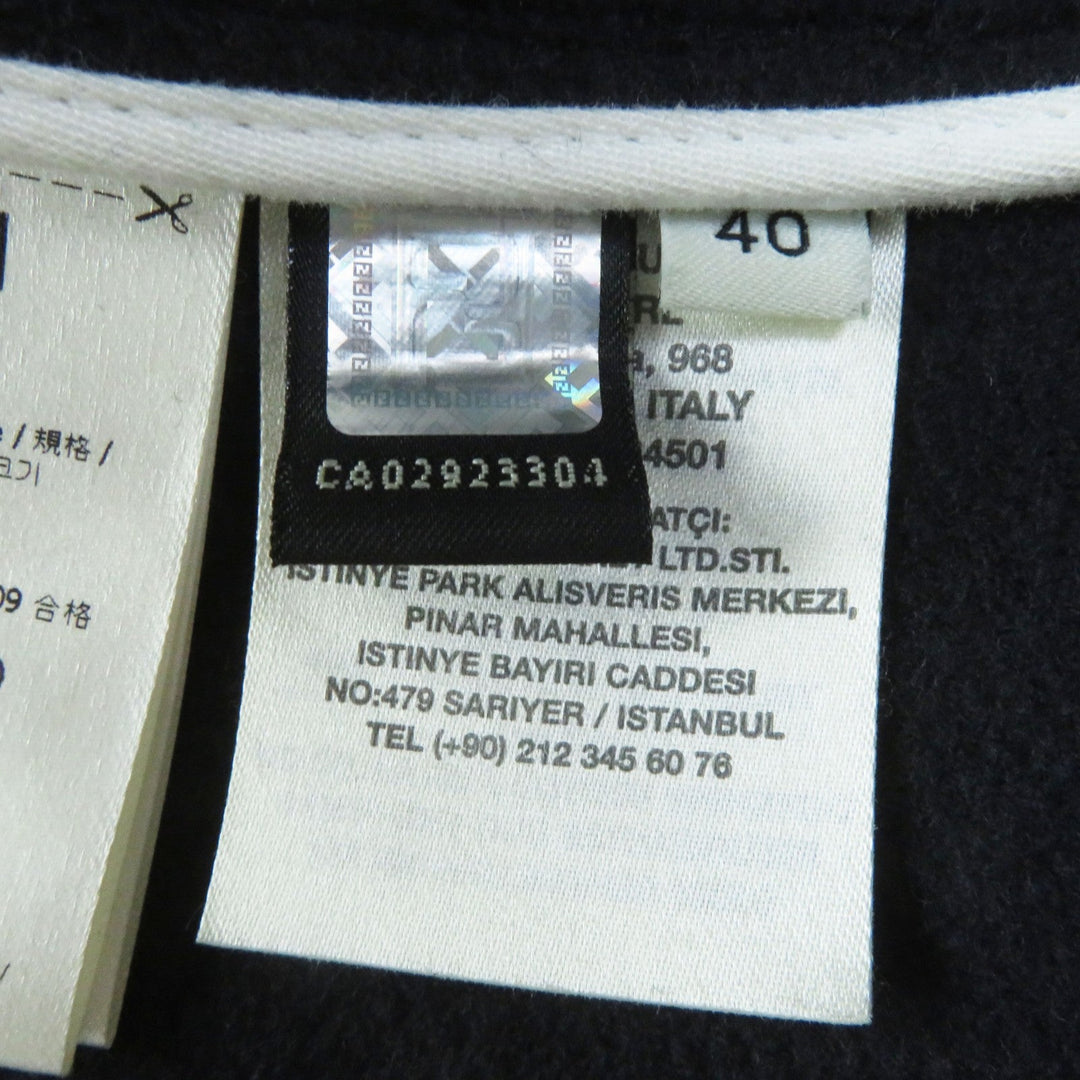 / 規格 /
크기
09 合格
CA02923304
40
, 968
ITALY
4501
ATÇI:
LTD.STI.
ISTINYE PARK ALISVERIS MERKEZI,
PINAR MAHALLESI,
ISTINYE BAYIRI CADDESI
NO:479 SARIYER / ISTANBUL
TEL (+90) 212 345 60 76